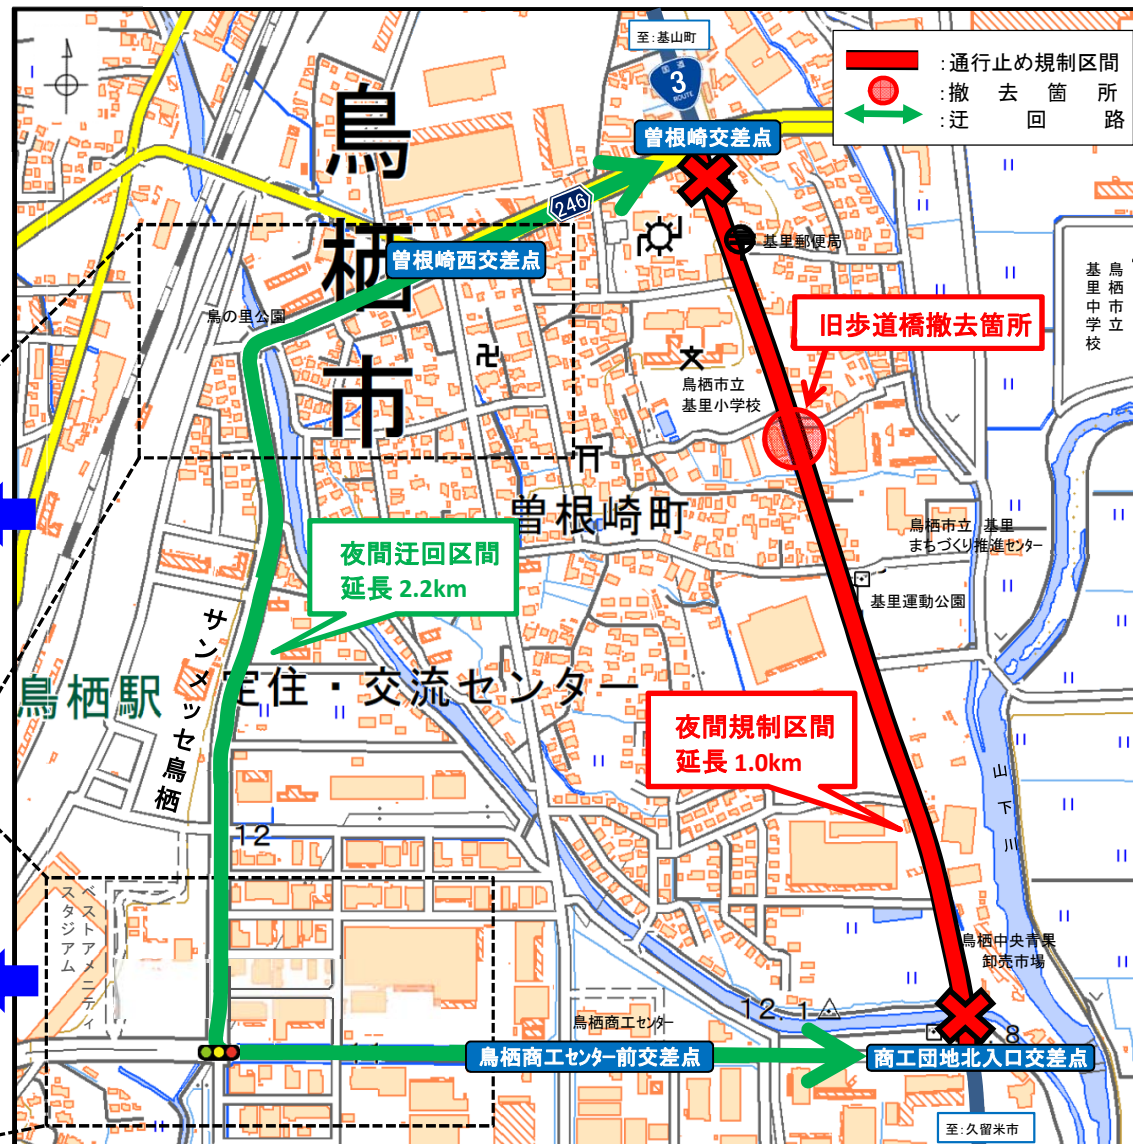 至:基山町
国道
3
ROUTE
:通行止め規制区間
:撤去箇所
:迂回路
曽根崎交差点
246
曽根崎西交差点
鳥栖市
基里郵便局
鳥栖市立
基里中学校
鳥の里公園
旧歩道橋撤去箇所
鳥栖市立
基里小学校
曽根崎町
夜間迂回区間
延長 2.2km
鳥栖市立 基里
まちづくり推進センター
基里運動公園
サンメッセ鳥栖
鳥栖駅
定住・交流センター
夜間規制区間
延長 1.0km
山下川
12
ベストアメニティ
スタジアム
鳥栖中央青果
卸売市場
鳥栖商工センター
12.1
8
11
鳥栖商工センター前交差点
商工団地北入口交差点
至:久留米市